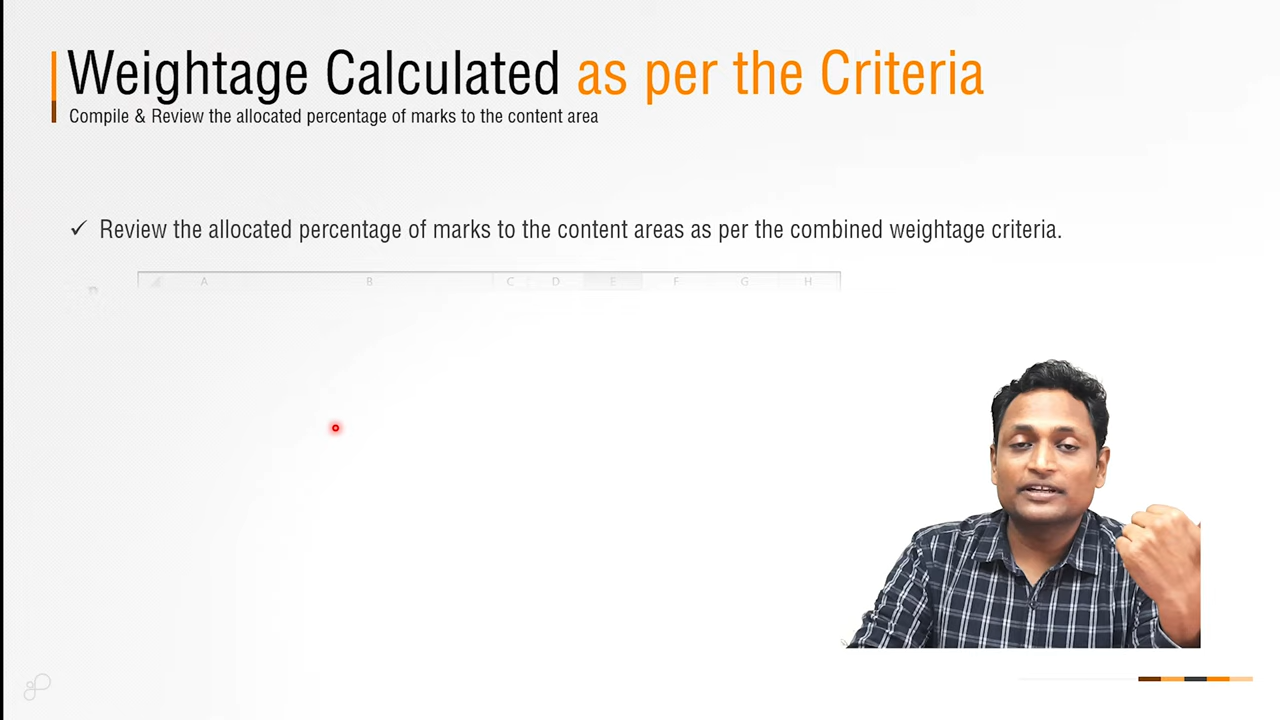 Weightage Calculated as per the Criteria
Compile & Review the allocated percentage of marks to the content area
✓ Review the allocated percentage of marks to the content areas as per the combined weightage criteria.
A B C D E F G H